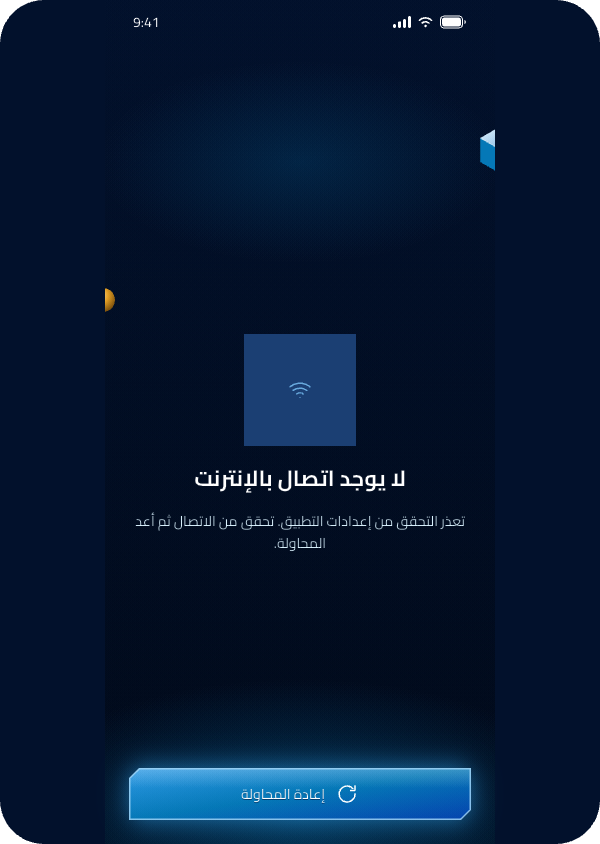 9:41
لا يوجد اتصال بالإنترنت
تعذر التحقق من إعدادات التطبيق. تحقق من الاتصال ثم أعد
المحاولة.
إعادة المحاولة